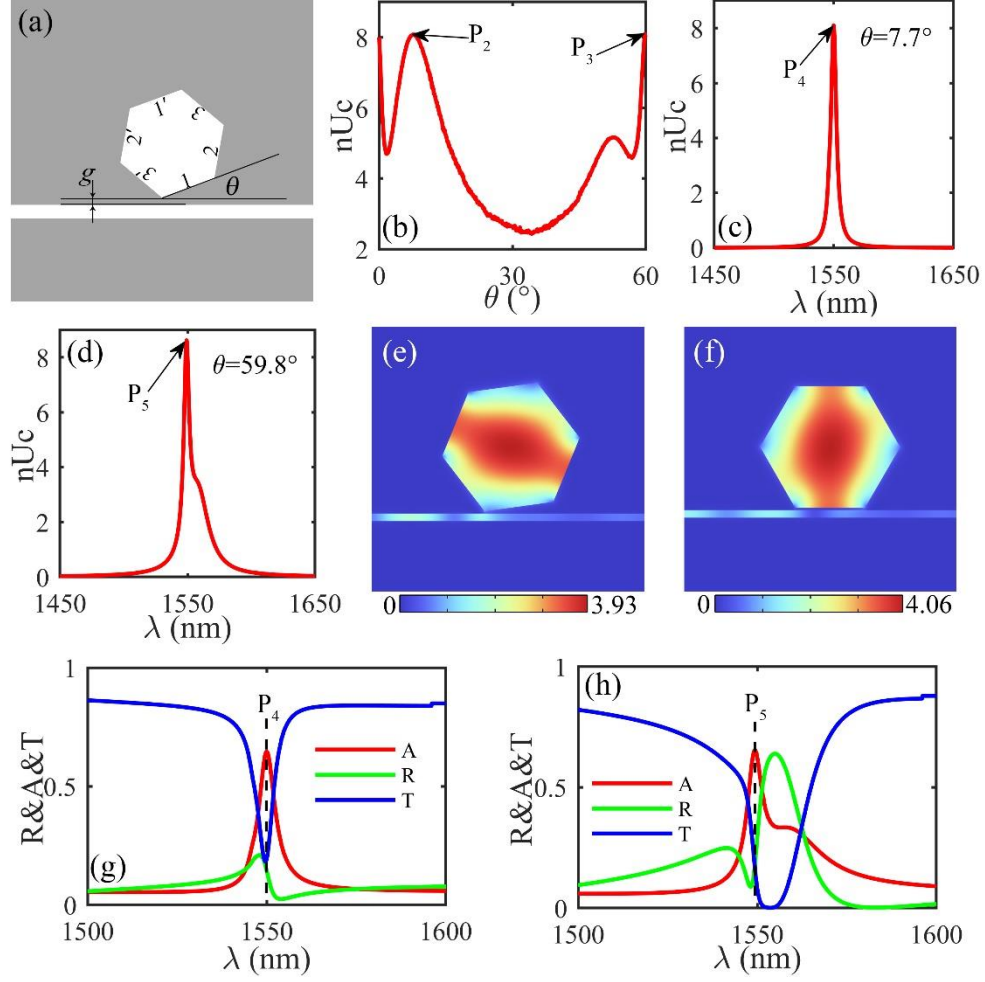 (a)
1'
ε
2'
2
ε'
1
g
θ
8
6
4
2
nUc
P2
P3
(b)
0
30
60
θ (°)
8
6
4
2
0
nUc
P4
θ=7.7°
(c)
1450
1550
1650
λ (nm)
(d)
8
6
4
2
0
nUc
P5
θ=59.8°
1450
1550
1650
λ (nm)
(e)
0
3.93
(f)
0
4.06
1
0.5
0
R&A&T
P4
A
R
T
(g)
1500
1550
1600
λ (nm)
(h)
1
0.5
0
R&A&T
P5
A
R
T
1500
1550
1600
λ (nm)